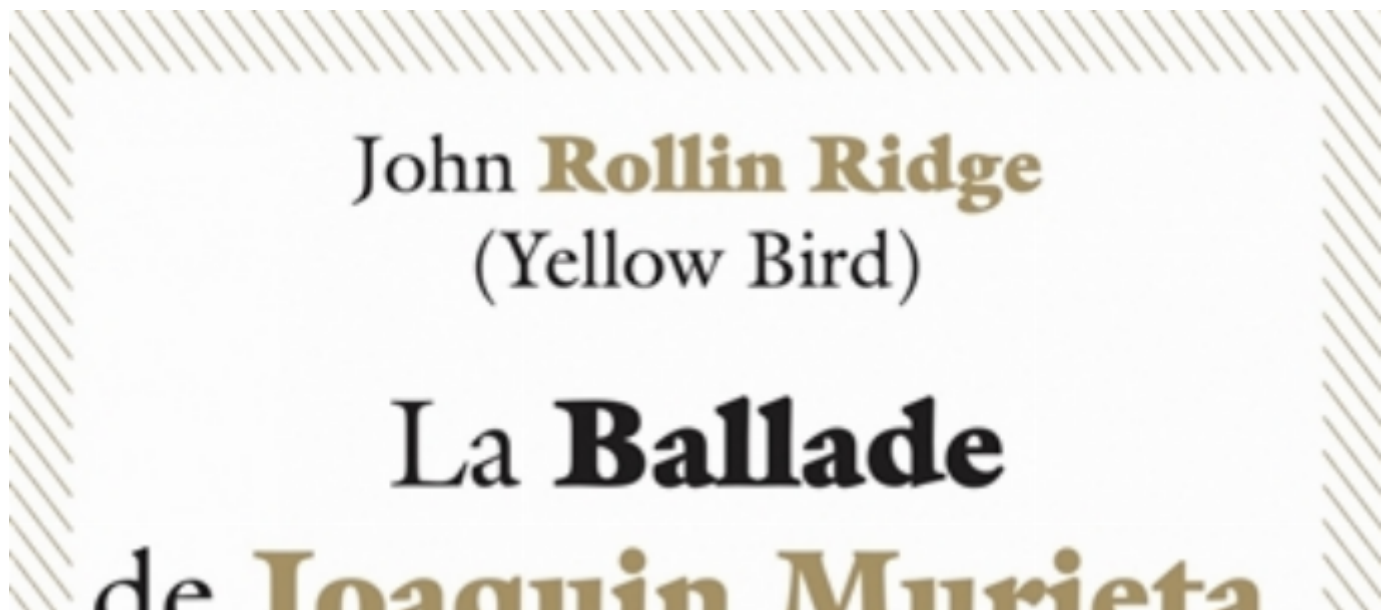 John Rollin Ridge
(Yellow Bird)
La Ballade
de Joaquin Murieta